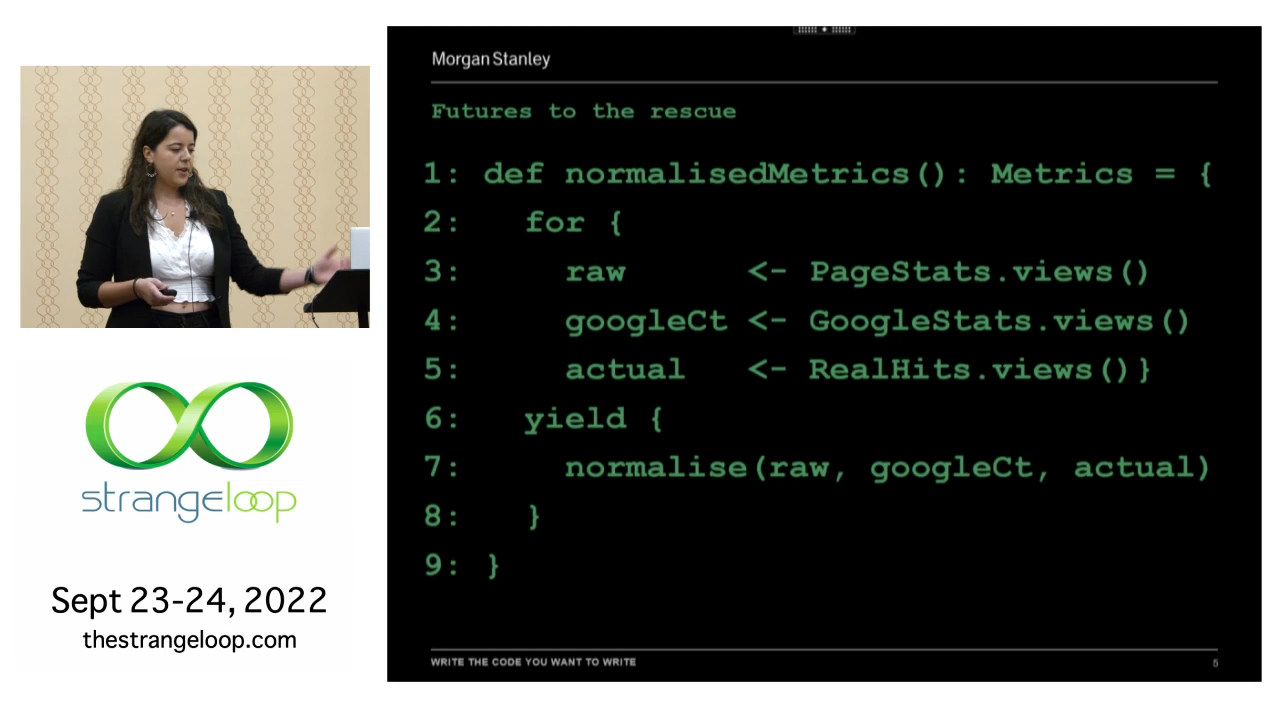 Morgan Stanley
Futures to the rescue
1: def normalisedMetrics(): Metrics = {
2:   for {
3:     raw      <- PageStats.views()
4:     googleCt <- GoogleStats.views()
5:     actual   <- RealHits.views()}
6:   yield {
7:     normalise(raw, googleCt, actual)
8:   }
9: }
WRITE THE CODE YOU WANT TO WRITE 5
strangeloop
Sept 23-24, 2022
thestrangeloop.com